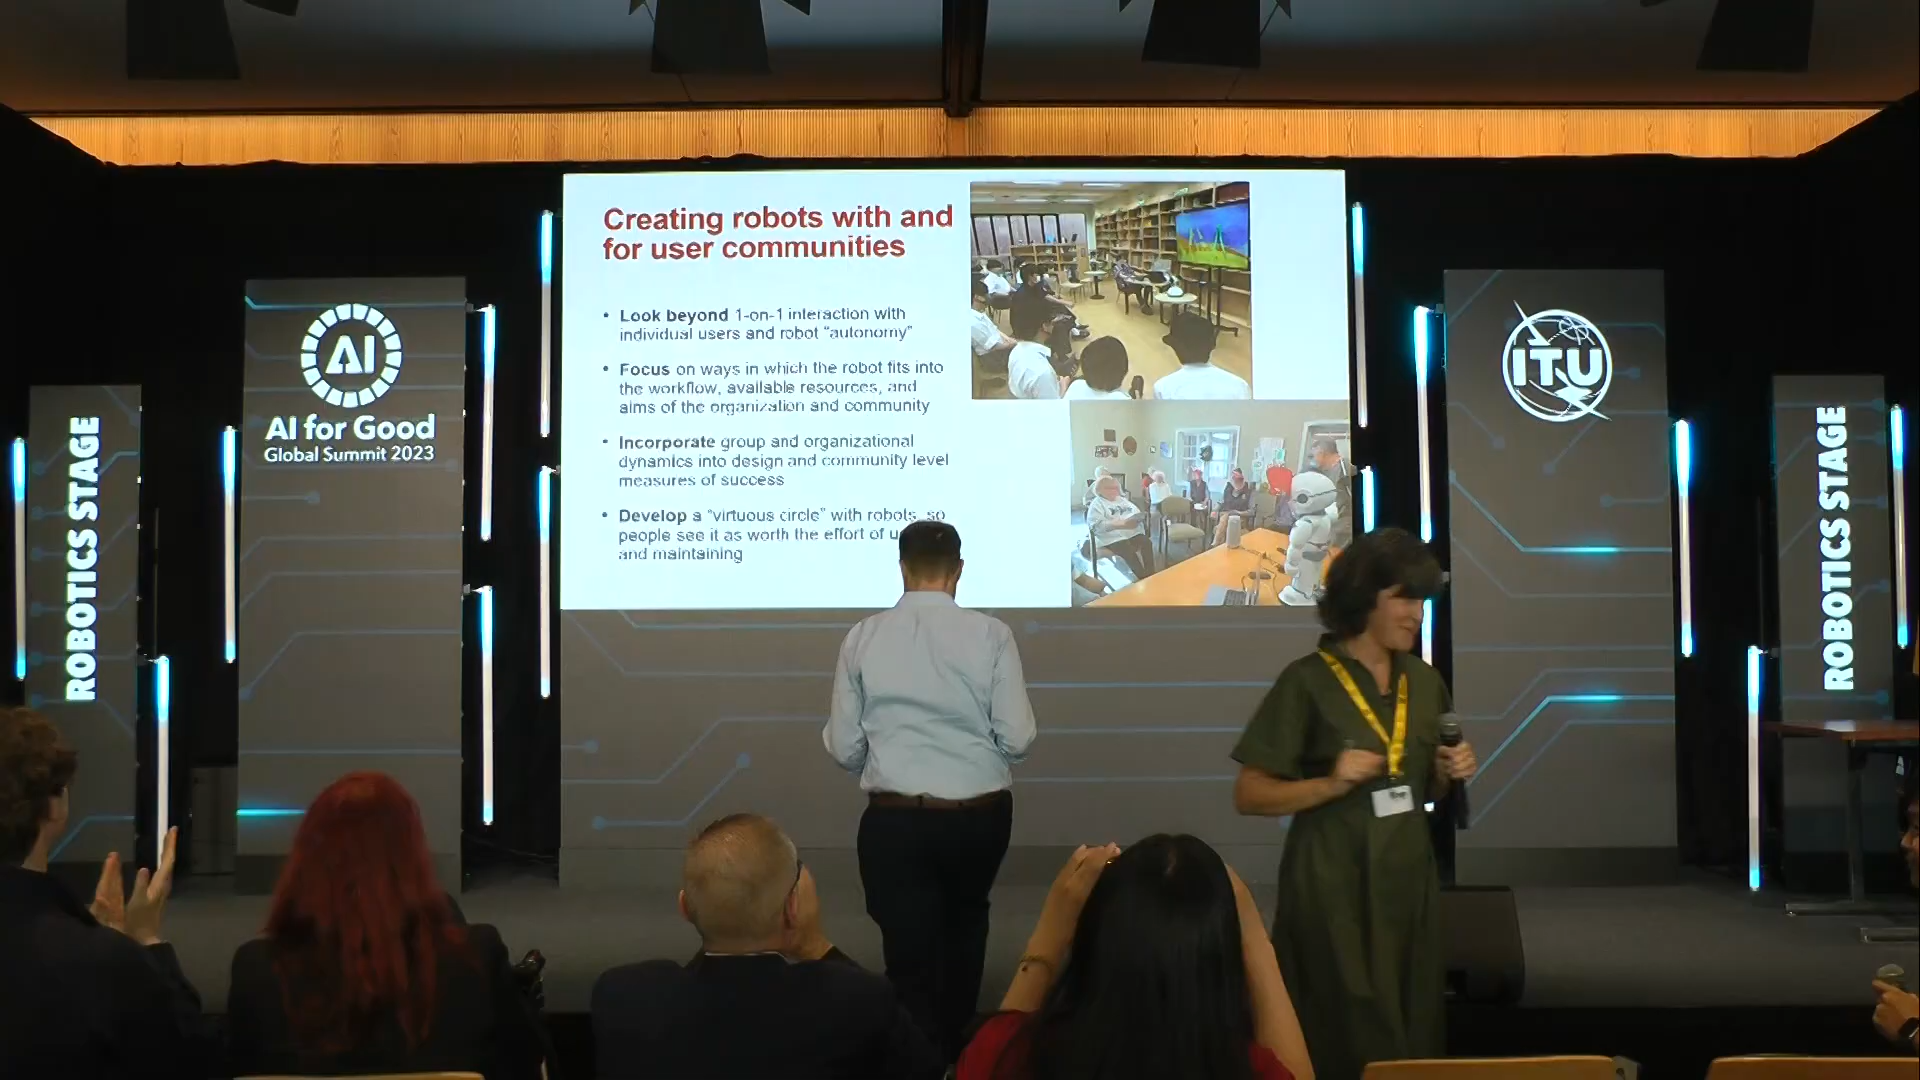 Creating robots with and
for user communities
• Look beyond 1-on-1 interaction with
individual users and robot “autonomy”
• Focus on ways in which the robot fits into
the workflow, available resources, and
aims of the organization and community
• Incorporate group and organizational
dynamics into design and community level
measures of success
• Develop a “virtuous circle” with robots, so
people see it as worth the effort of
and maintaining
AI
AI for Good
Global Summit 2023
ROBOTICS STAGE
ITU
ROBOTICS STAGE